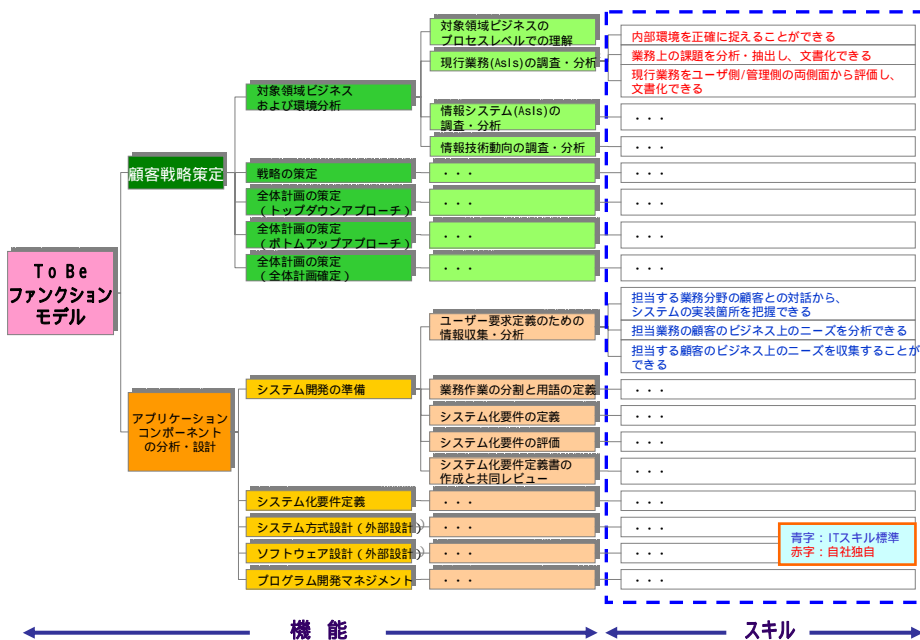 To Be
ファンクション
モデル
顧客戦略策定
対象領域ビジネス
および環境分析
対象領域ビジネスの
プロセスレベルでの理解
内部環境を正確に捉えることができる
現行業務(AsIs)の調査・分析
業務上の課題を分析・抽出し、文書化できる
現行業務をユーザ側/管理側の両側面から評価し、
文書化できる
情報システム(AsIs)の
調査・分析
・・・
情報技術動向の調査・分析
・・・
戦略の策定
・・・
・・・
全体計画の策定
（トップダウンアプローチ）
・・・
・・・
全体計画の策定
（ボトムアップアプローチ）
・・・
・・・
全体計画の策定
（全体計画確定）
・・・
・・・
アプリケーション
コンポーネント
の分析・設計
システム開発の準備
ユーザー要求定義のための
情報収集・分析
担当する業務分野の顧客との対話から、
システムの実装箇所を把握できる
担当業務の顧客のビジネス上のニーズを分析できる
担当する顧客のビジネス上のニーズを収集することが
できる
業務作業の分割と用語の定義
・・・
システム化要件の定義
・・・
システム化要件の評価
・・・
システム化要件定義書の
作成と共同レビュー
・・・
システム化要件定義
・・・
・・・
システム方式設計（外部設計）
・・・
・・・
ソフトウェア設計（外部設計）
・・・
・・・
プログラム開発マネジメント
・・・
・・・
青字：ITスキル標準
赤字：自社独自
機 能
スキル